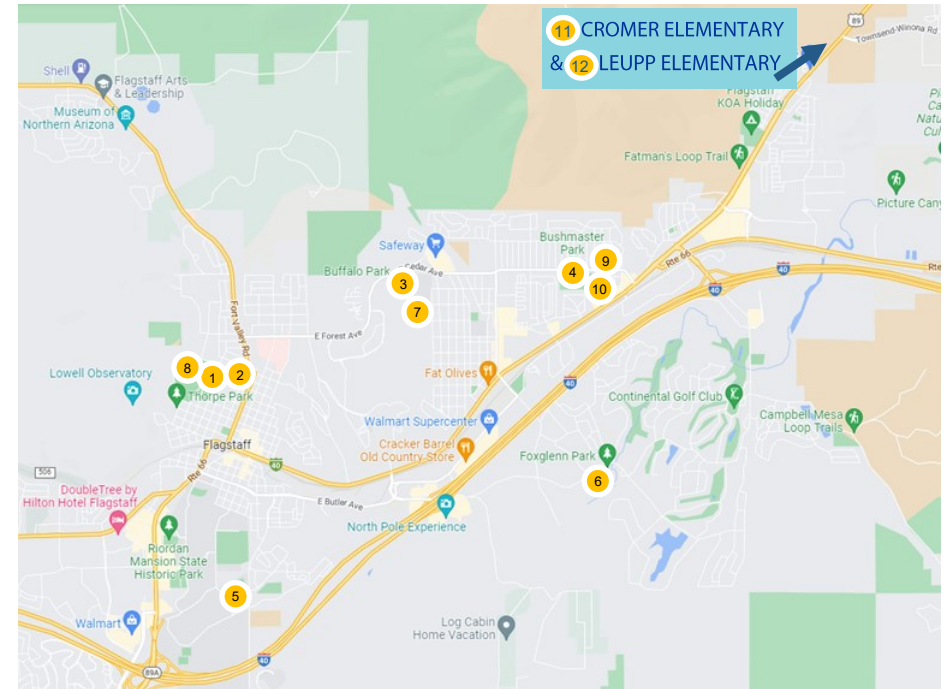 11 CROMER ELEMENTARY
& 12 LEUPP ELEMENTARY
89
Townsend-Winona Rd
Shell
Flagstaff Arts
& Leadership
Museum of
Northern Arizona
Flagstaff
KOA Holiday
Fatman's Loop Trail
Picture Cany
Bushmaster
Park
Safeway
Buffalo Park
E Cedar Ave
3
4
9
10
7
Rte 66
40
40
40
Fort Valley Rd
E Forest Ave
8
1
2
Lowell Observatory
Thorpe Park
Fat Olives
Continental Golf Club
Walmart Supercenter
Campbell Mesa
Loop Trails
Flagstaff
Cracker Barrel
Old Country Store
Foxglenn Park
6
40
506
Rte 66
DoubleTree by
Hilton Hotel Flagstaff
E Butler Ave
North Pole Experience
Riordan
Mansion State
Historic Park
5
Walmart
Log Cabin
Home Vacation
40
89A